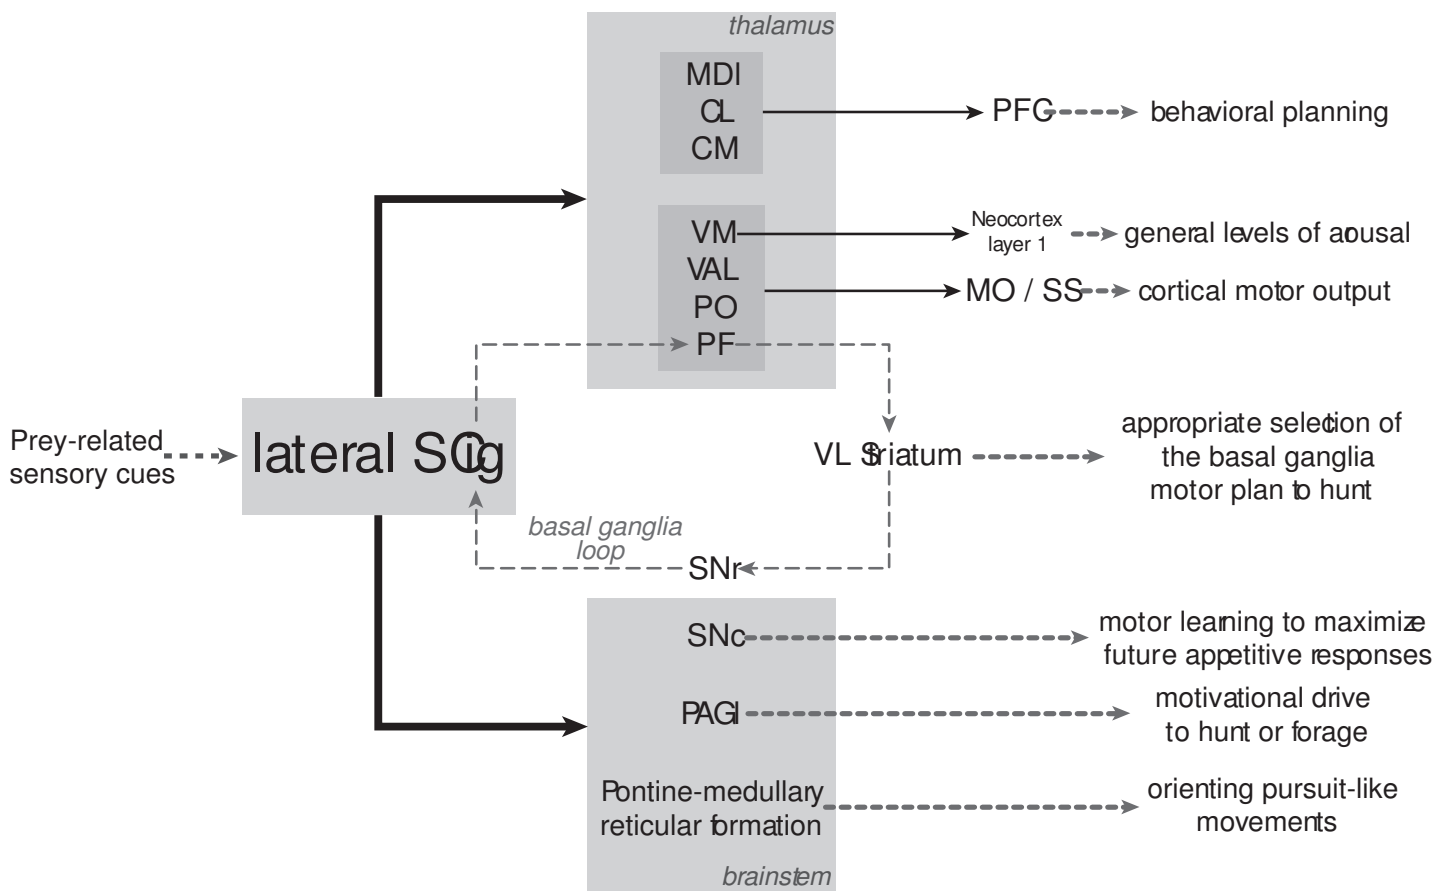 thalamus
MDl
CL
CM
PFC
behavioral planning
VM
VAL
PO
PF
Neocortex
layer 1
general levels of arousal
MO / SS
cortical motor output
Prey-related
sensory cues
lateral SCig
VL Striatum
appropriate selection of
the basal ganglia
motor plan to hunt
basal ganglia
loop
SNr
SNc
motor learning to maximize
future appetitive responses
PAGl
motivational drive
to hunt or forage
Pontine-medullary
reticular formation
orienting pursuit-like
movements
brainstem